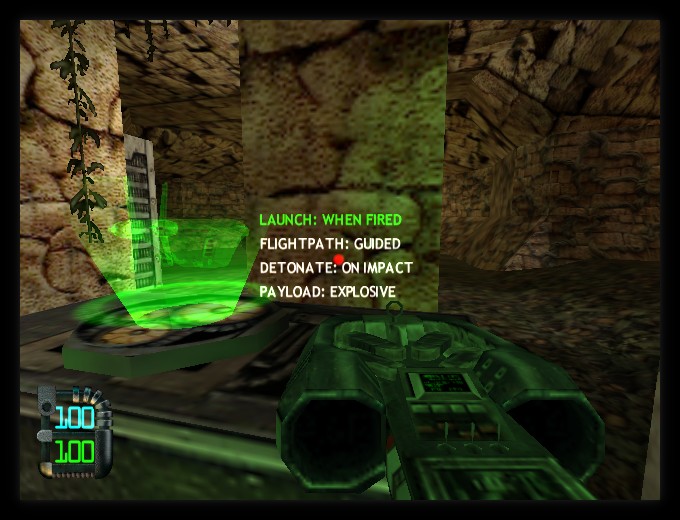 LAUNCH: WHEN FIRED
FLIGHTPATH: GUIDED
DETONATE: ON IMPACT
PAYLOAD: EXPLOSIVE
100
100